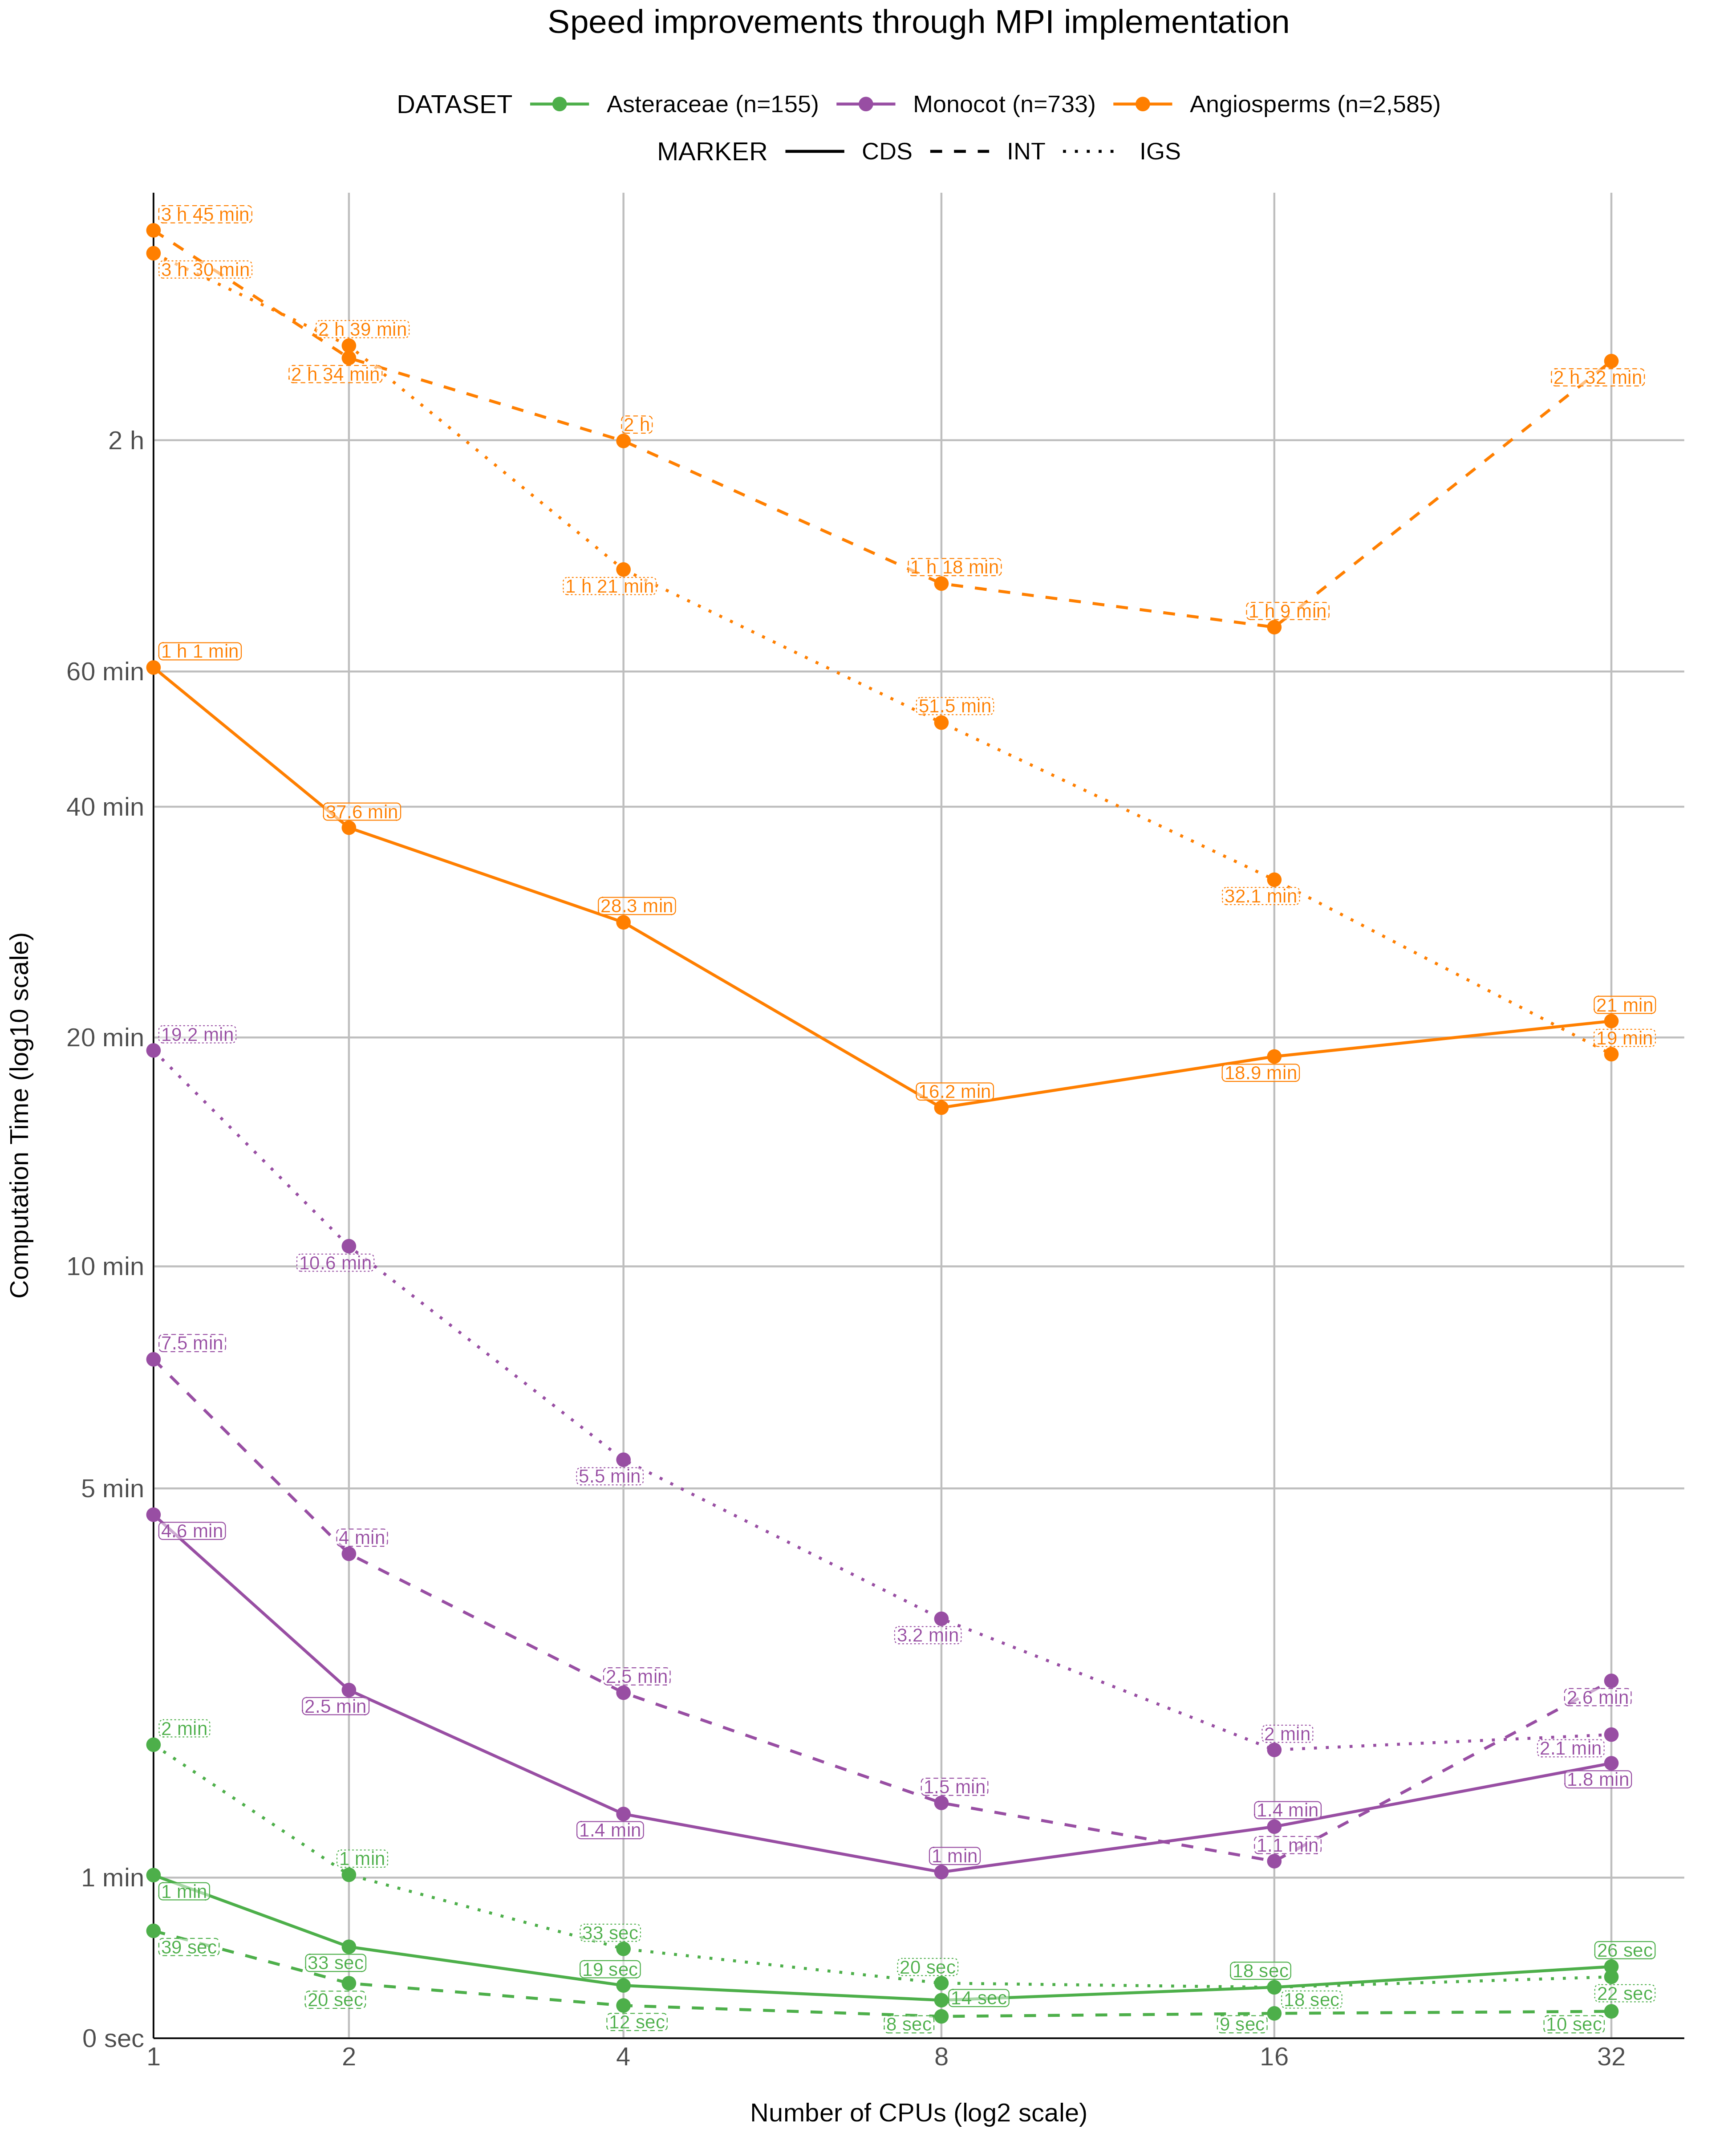 Speed improvements through MPI implementation
DATASET Asteraceae (n=155) Monocot (n=733) Angiosperms (n=2,585)
MARKER CDS INT IGS
3 h 45 min
3 h 30 min
2 h 39 min
2 h 34 min
2 h 32 min
2 h
2 h
1 h 18 min
1 h 21 min
1 h 9 min
1 h 1 min
60 min
51.5 min
40 min
37.6 min
32.1 min
28.3 min
21 min
19.2 min
20 min
19 min
18.9 min
16.2 min
10.6 min
10 min
7.5 min
5.5 min
5 min
4.6 min
4 min
3.2 min
2.5 min
2.6 min
2.5 min
2 min
2 min
2.1 min
1.5 min
1.8 min
1.4 min
1.4 min
1.1 min
1 min
1 min
1 min
1 min
33 sec
39 sec
26 sec
33 sec
19 sec
20 sec
18 sec
22 sec
20 sec
14 sec
18 sec
12 sec
8 sec
9 sec
10 sec
0 sec
1 2 4 8 16 32
Computation Time (log10 scale)
Number of CPUs (log2 scale)